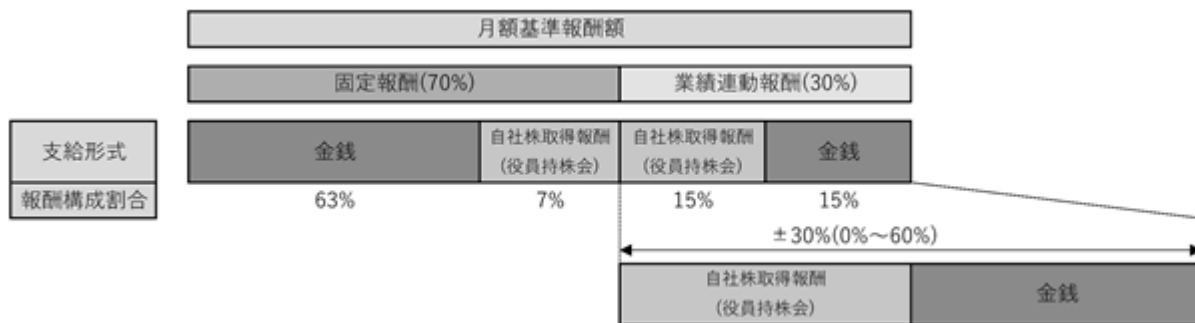 月額基準報酬額
固定報酬(70%)
業績連動報酬(30%)
支給形式
金銭
自社株取得報酬
(役員持株会)
自社株取得報酬
(役員持株会)
金銭
報酬構成割合
63%
7%
15%
15%
±30%(0%～60%)
自社株取得報酬
(役員持株会)
金銭